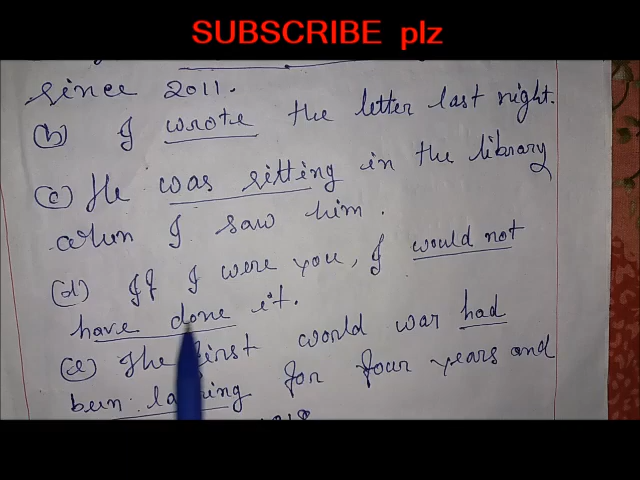 SUBSCRIBE plz
since 2011.
(b) I wrote the letter last night.
(c) He was sitting in the library
when I saw him.
(d) If I were you, I would not
have done it.
(e) The first world war had
been lasting for four years and